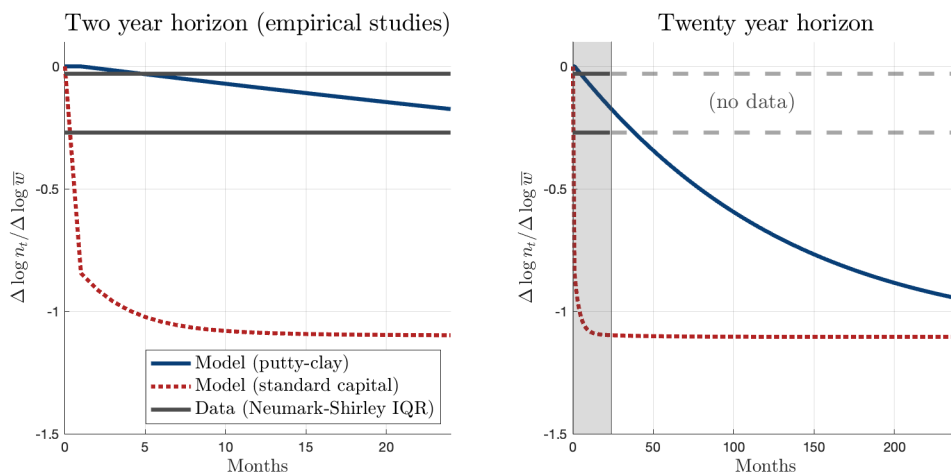 Two year horizon (empirical studies)
0
-0.5
-1
-1.5
0
5
10
15
20
Months
Δ log n_t / Δ log w̅
Model (putty-clay)
Model (standard capital)
Data (Neumark-Shirley IQR)
Twenty year horizon
(no data)
0
-0.5
-1
-1.5
0
50
100
150
200
Months
Δ log n_t / Δ log w̅